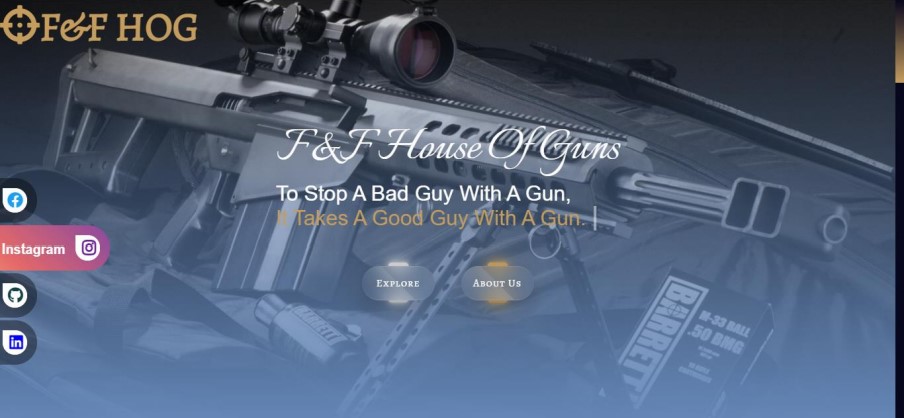 F&F HOG
F&F House Of Guns
To Stop A Bad Guy With A Gun,
It Takes A Good Guy With A Gun.
Instagram
Explore
About Us
BARRETT
M-33 BALL
.50 BMG